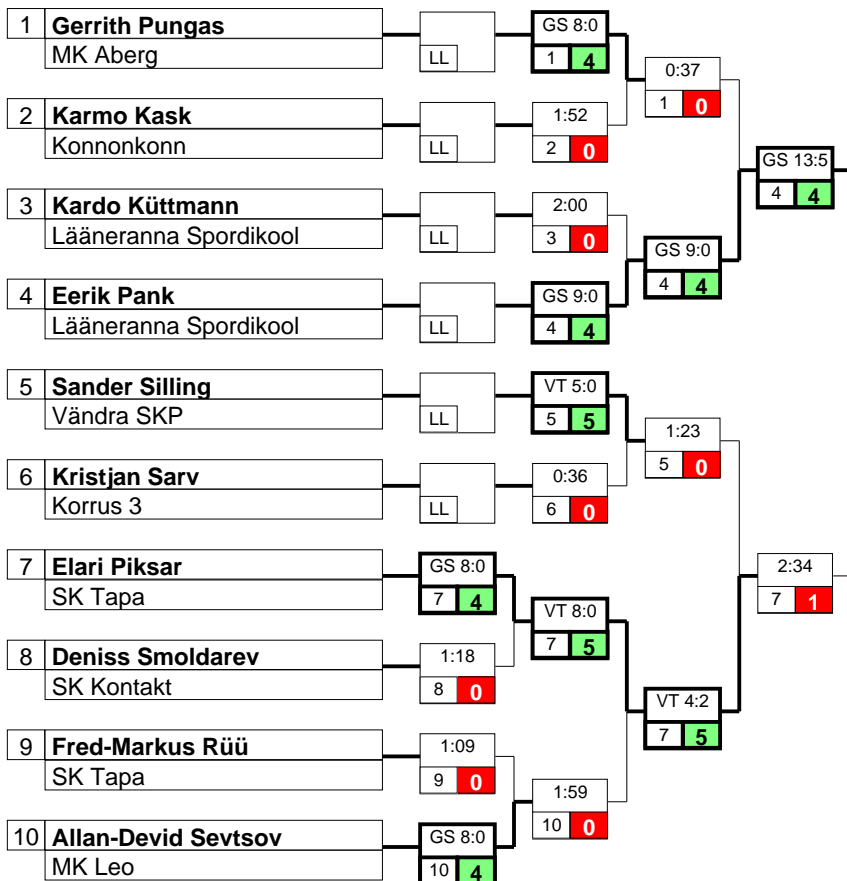 1 Gerrith Pungas
MK Aberg
LL
GS 8:0
1 4
0:37
1 0
2 Karmo Kask
Konnonkonn
LL
1:52
2 0
GS 13:5
4 4
3 Kardo Küttmann
Lääneranna Spordikool
LL
2:00
3 0
GS 9:0
4 4
4 Eerik Pank
Lääneranna Spordikool
LL
GS 9:0
4 4
5 Sander Silling
Vändra SKP
LL
VT 5:0
5 5
1:23
5 0
6 Kristjan Sarv
Korrus 3
LL
0:36
6 0
7 Elari Piksar
SK Tapa
GS 8:0
7 4
2:34
7 1
VT 8:0
7 5
8 Deniss Smoldarev
SK Kontakt
1:18
8 0
VT 4:2
7 5
9 Fred-Markus Rüü
SK Tapa
1:09
9 0
1:59
10 0
10 Allan-Devid Sevtsov
MK Leo
GS 8:0
10 4